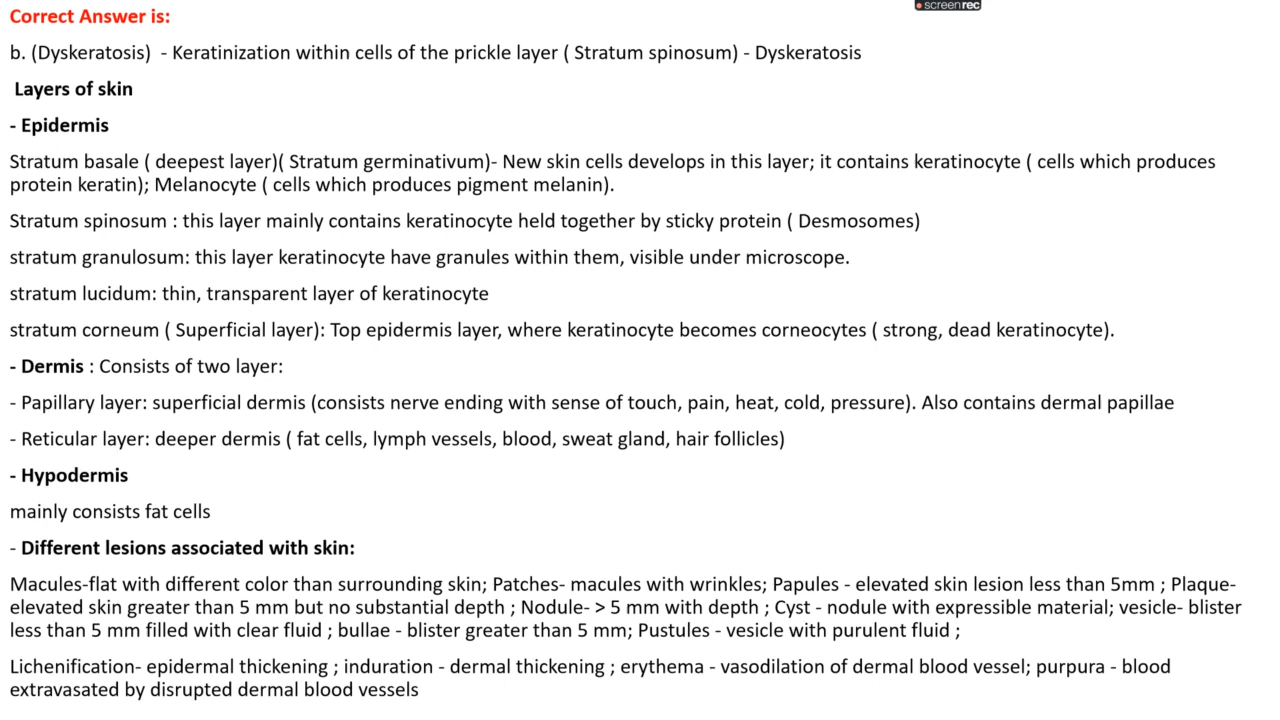 screenrec
Correct Answer is:
b. (Dyskeratosis)  - Keratinization within cells of the prickle layer ( Stratum spinosum) - Dyskeratosis
Layers of skin
- Epidermis
Stratum basale ( deepest layer)( Stratum germinativum)- New skin cells develops in this layer; it contains keratinocyte ( cells which produces
protein keratin); Melanocyte ( cells which produces pigment melanin).
Stratum spinosum : this layer mainly contains keratinocyte held together by sticky protein ( Desmosomes)
stratum granulosum: this layer keratinocyte have granules within them, visible under microscope.
stratum lucidum: thin, transparent layer of keratinocyte
stratum corneum ( Superficial layer): Top epidermis layer, where keratinocyte becomes corneocytes ( strong, dead keratinocyte).
- Dermis : Consists of two layer:
- Papillary layer: superficial dermis (consists nerve ending with sense of touch, pain, heat, cold, pressure). Also contains dermal papillae
- Reticular layer: deeper dermis ( fat cells, lymph vessels, blood, sweat gland, hair follicles)
- Hypodermis
mainly consists fat cells
- Different lesions associated with skin:
Macules-flat with different color than surrounding skin; Patches- macules with wrinkles; Papules - elevated skin lesion less than 5mm ; Plaque-
elevated skin greater than 5 mm but no substantial depth ; Nodule- > 5 mm with depth ; Cyst - nodule with expressible material; vesicle- blister
less than 5 mm filled with clear fluid ; bullae - blister greater than 5 mm; Pustules - vesicle with purulent fluid ;
Lichenification- epidermal thickening ; induration - dermal thickening ; erythema - vasodilation of dermal blood vessel; purpura - blood
extravasated by disrupted dermal blood vessels